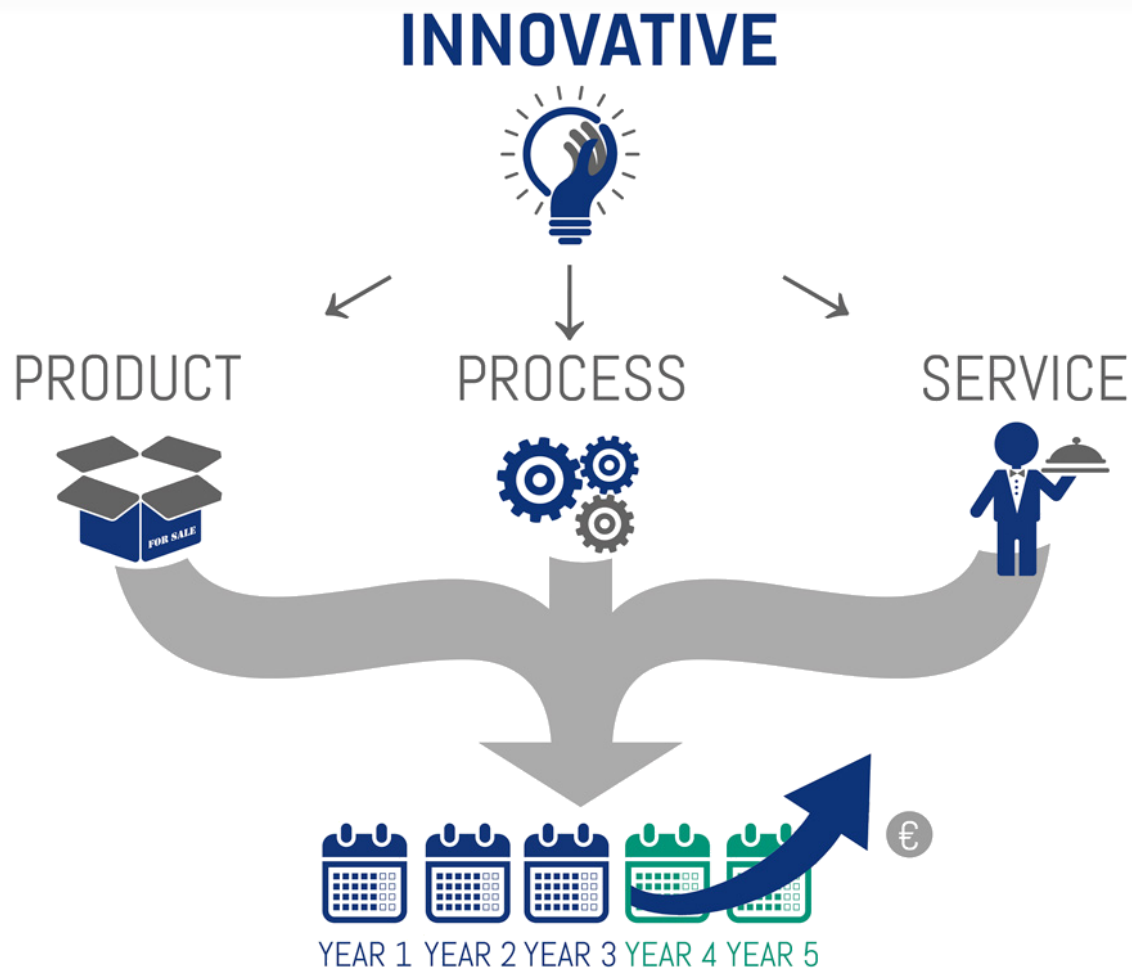 INNOVATIVE
PRODUCT
PROCESS
SERVICE
FOR SALE
€
YEAR 1 YEAR 2 YEAR 3 YEAR 4 YEAR 5